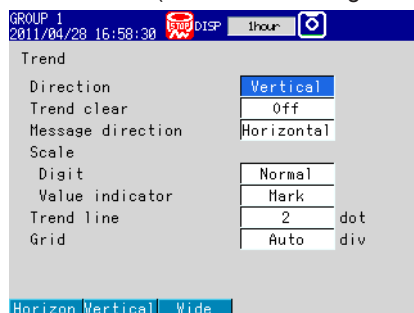 GROUP 1
2011/04/28 16:58:30 STOP DISP 1hour
Trend
Direction Vertical
Trend clear Off
Message direction Horizontal
Scale
Digit Normal
Value indicator Mark
Trend line 2 dot
Grid Auto div
Horizon Vertical Wide